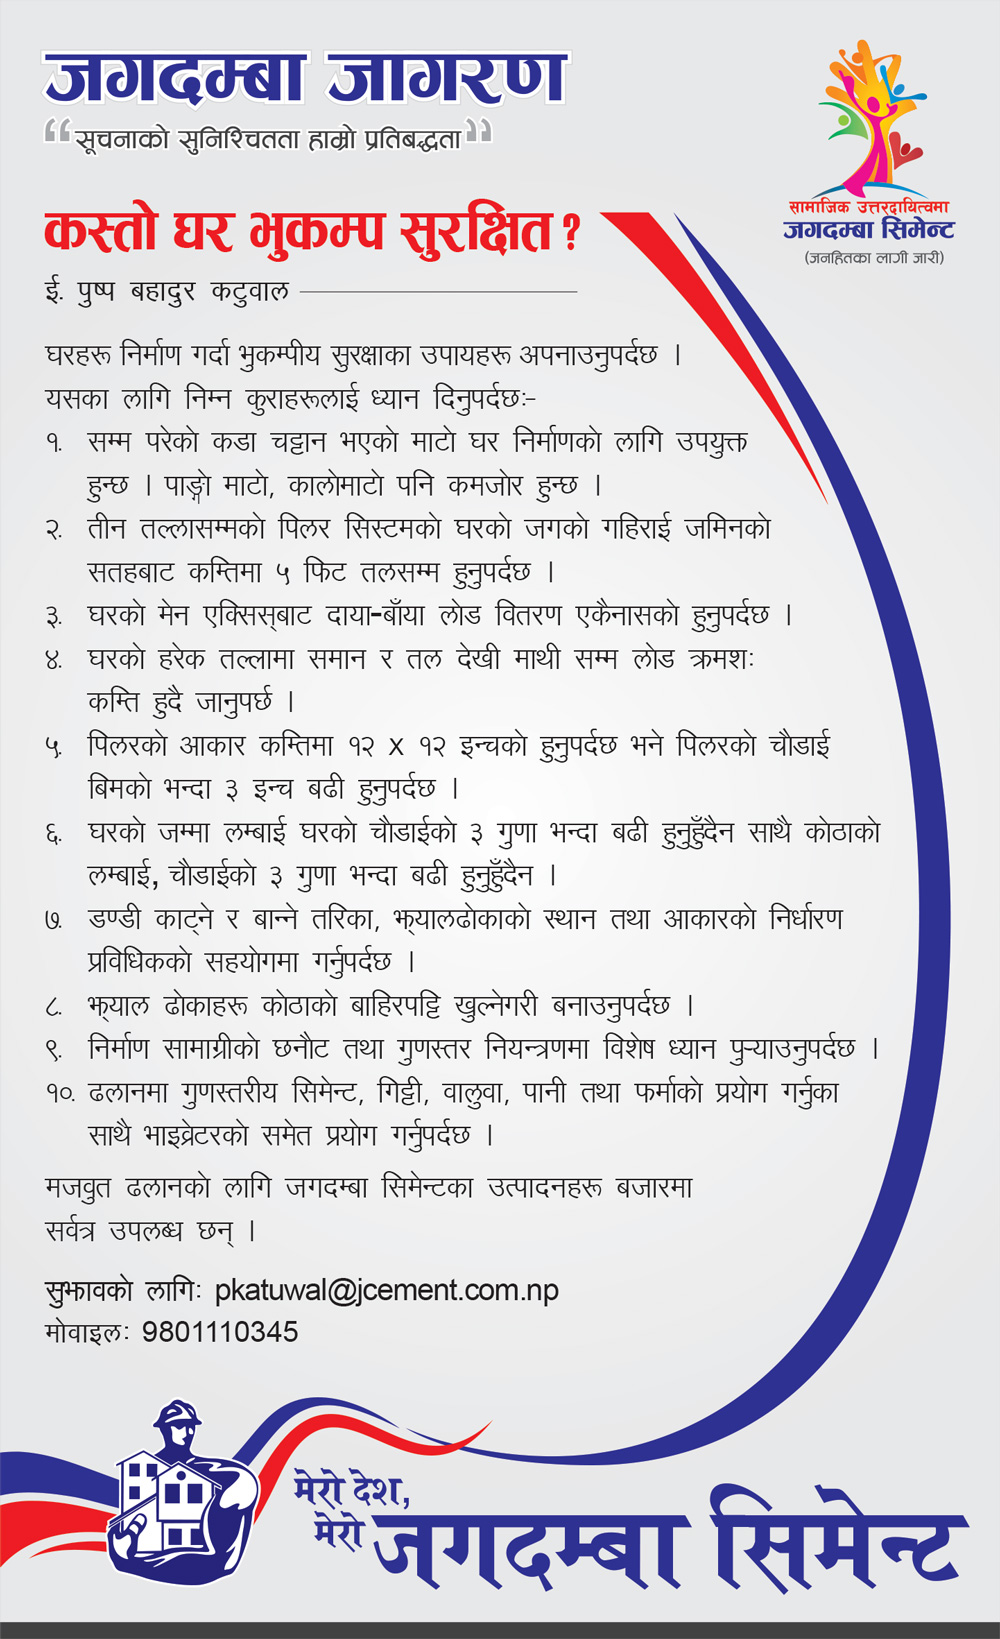 जगदम्बा जागरण
“सूचनाको सुनिश्चितता हाम्रो प्रतिबद्धता”
सामाजिक उत्तरदायित्वमा
जगदम्बा सिमेन्ट
(जनहितका लागी जारी)
कस्तो घर भुकम्प सुरक्षित ?
ई. पुष्प बहादुर कटुवाल
घरहरू निर्माण गर्दा भुकम्पीय सुरक्षाका उपायहरू अपनाउनुपर्दछ ।
यसका लागि निम्न कुराहरूलाई ध्यान दिनुपर्दछः-
१. सम्म परेको कडा चट्टान भएको माटो घर निर्माणको लागि उपयुक्त
हुन्छ । पाङ्गो माटो, कालोमाटो पनि कमजोर हुन्छ ।
२. तीन तल्लासम्मको पिलर सिस्टमको घरको जगको गहिराई जमिनको
सतहबाट कम्तिमा ५ फिट तलसम्म हुनुपर्दछ ।
३. घरको मेन एक्सिस्बाट दाया-बाँया लोड वितरण एकैनासको हुनुपर्दछ ।
४. घरको हरेक तल्लामा समान र तल देखी माथी सम्म लोड क्रमशः
कम्ति हुदै जानुपर्छ ।
५. पिलरको आकार कम्तिमा १२ x १२ इन्चको हुनुपर्दछ भने पिलरको चौडाई
बिमको भन्दा ३ इन्च बढी हुनुपर्दछ ।
६. घरको जम्मा लम्बाई घरको चौडाईको ३ गुणा भन्दा बढी हुनुहुँदैन साथै कोठाको
लम्बाई, चौडाईको ३ गुणा भन्दा बढी हुनुहुँदैन ।
७. डण्डी काट्ने र बान्ने तरिका, झ्यालढोकाको स्थान तथा आकारको निर्धारण
प्रविधिकको सहयोगमा गर्नुपर्दछ ।
८. झ्याल ढोकाहरू कोठाको बाहिरपट्टि खुल्नेगरी बनाउनुपर्दछ ।
९. निर्माण सामाग्रीको छनौट तथा गुणस्तर नियन्त्रणमा विशेष ध्यान पुऱ्याउनुपर्दछ ।
१०. ढलानमा गुणस्तरीय सिमेन्ट, गिट्टी, वालुवा, पानी तथा फर्माको प्रयोग गर्नुका
साथै भाइव्रेटरको समेत प्रयोग गर्नुपर्दछ ।
मजवुत ढलानको लागि जगदम्बा सिमेन्टका उत्पादनहरू बजारमा
सर्वत्र उपलब्ध छन् ।
सुझावको लागिः pkatuwal@jcement.com.np
मोवाइलः 9801110345
मेरो देश,
मेरो जगदम्बा सिमेन्ट